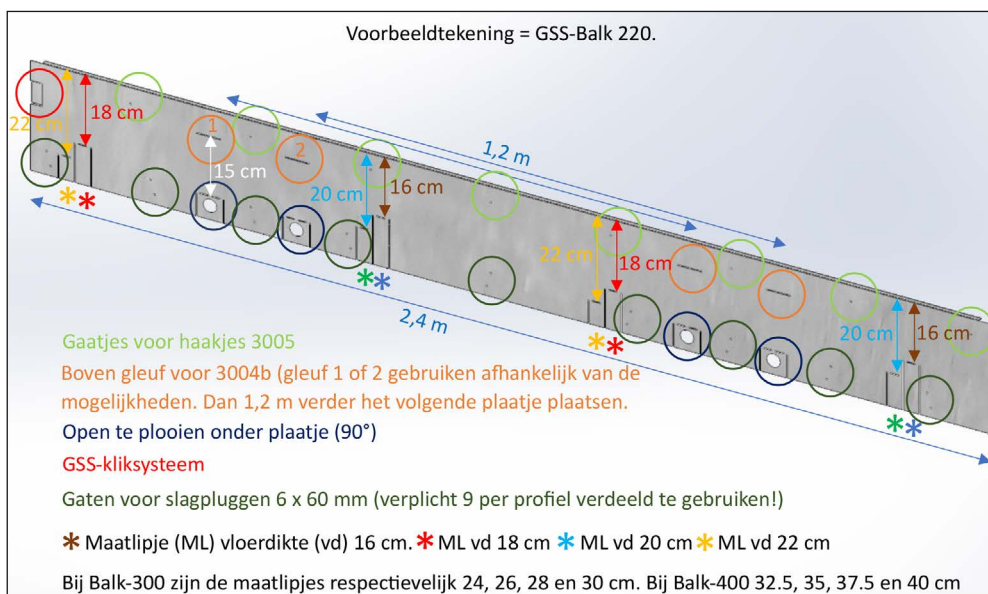 Voorbeeldtekening = GSS-Balk 220.
22 cm
18 cm
1
2
15 cm
1,2 m
20 cm
16 cm
22 cm
18 cm
2,4 m
20 cm
16 cm
Gaatjes voor haakjes 3005
Boven gleuf voor 3004b (gleuf 1 of 2 gebruiken afhankelijk van de
mogelijkheden. Dan 1,2 m verder het volgende plaatje plaatsen.
Open te plooien onder plaatje (90°)
GSS-kliksysteem
Gaten voor slagpluggen 6 x 60 mm (verplicht 9 per profiel verdeeld te gebruiken!)
* Maatlipje (ML) vloerdikte (vd) 16 cm. * ML vd 18 cm * ML vd 20 cm * ML vd 22 cm
Bij Balk-300 zijn de maatlipjes respectievelijk 24, 26, 28 en 30 cm. Bij Balk-400 32.5, 35, 37.5 en 40 cm